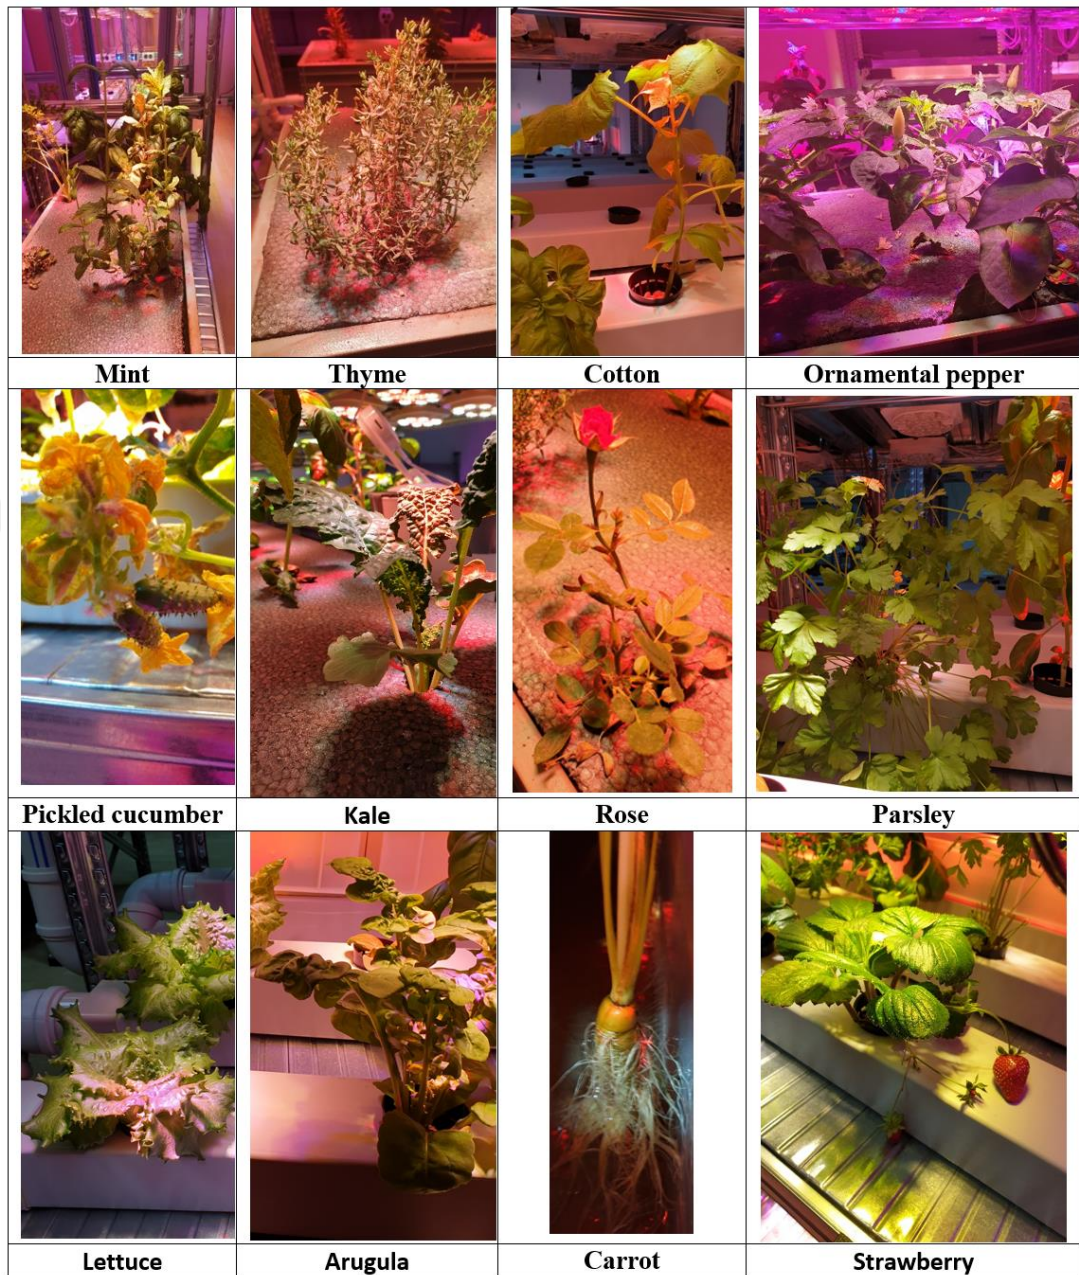 Mint
Thyme
Cotton
Ornamental pepper
Pickled cucumber
Kale
Rose
Parsley
Lettuce
Arugula
Carrot
Strawberry